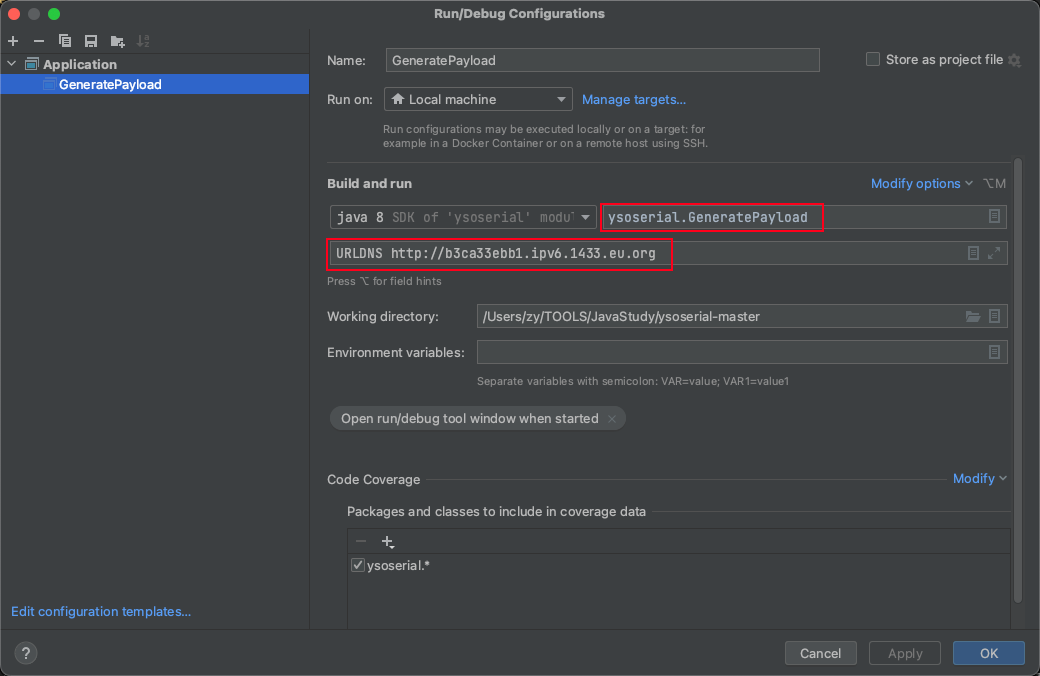 Run/Debug Configurations
Application
GeneratePayload
Name: GeneratePayload Store as project file
Run on: Local machine Manage targets...
Run configurations may be executed locally or on a target: for
example in a Docker Container or on a remote host using SSH.
Build and run Modify options ⌥M
java 8 SDK of 'ysoserial' modul ysoserial.GeneratePayload
URLDNS http://b3ca33ebb1.ipv6.1433.eu.org
Press ⌥ for field hints
Working directory: /Users/zy/TOOLS/JavaStudy/ysoserial-master
Environment variables:
Separate variables with semicolon: VAR=value; VAR1=value1
Open run/debug tool window when started ×
Code Coverage Modify
Packages and classes to include in coverage data
ysoserial.*
Edit configuration templates...
? Cancel Apply OK